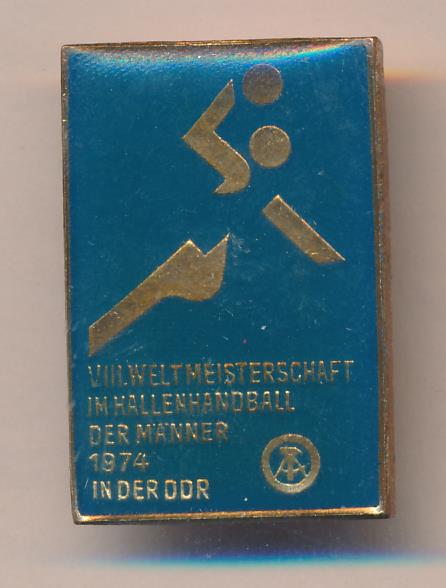 VIII. WELTMEISTERSCHAFT
IM HALLENHANDBALL
DER MÄNNER
1974
IN DER DDR